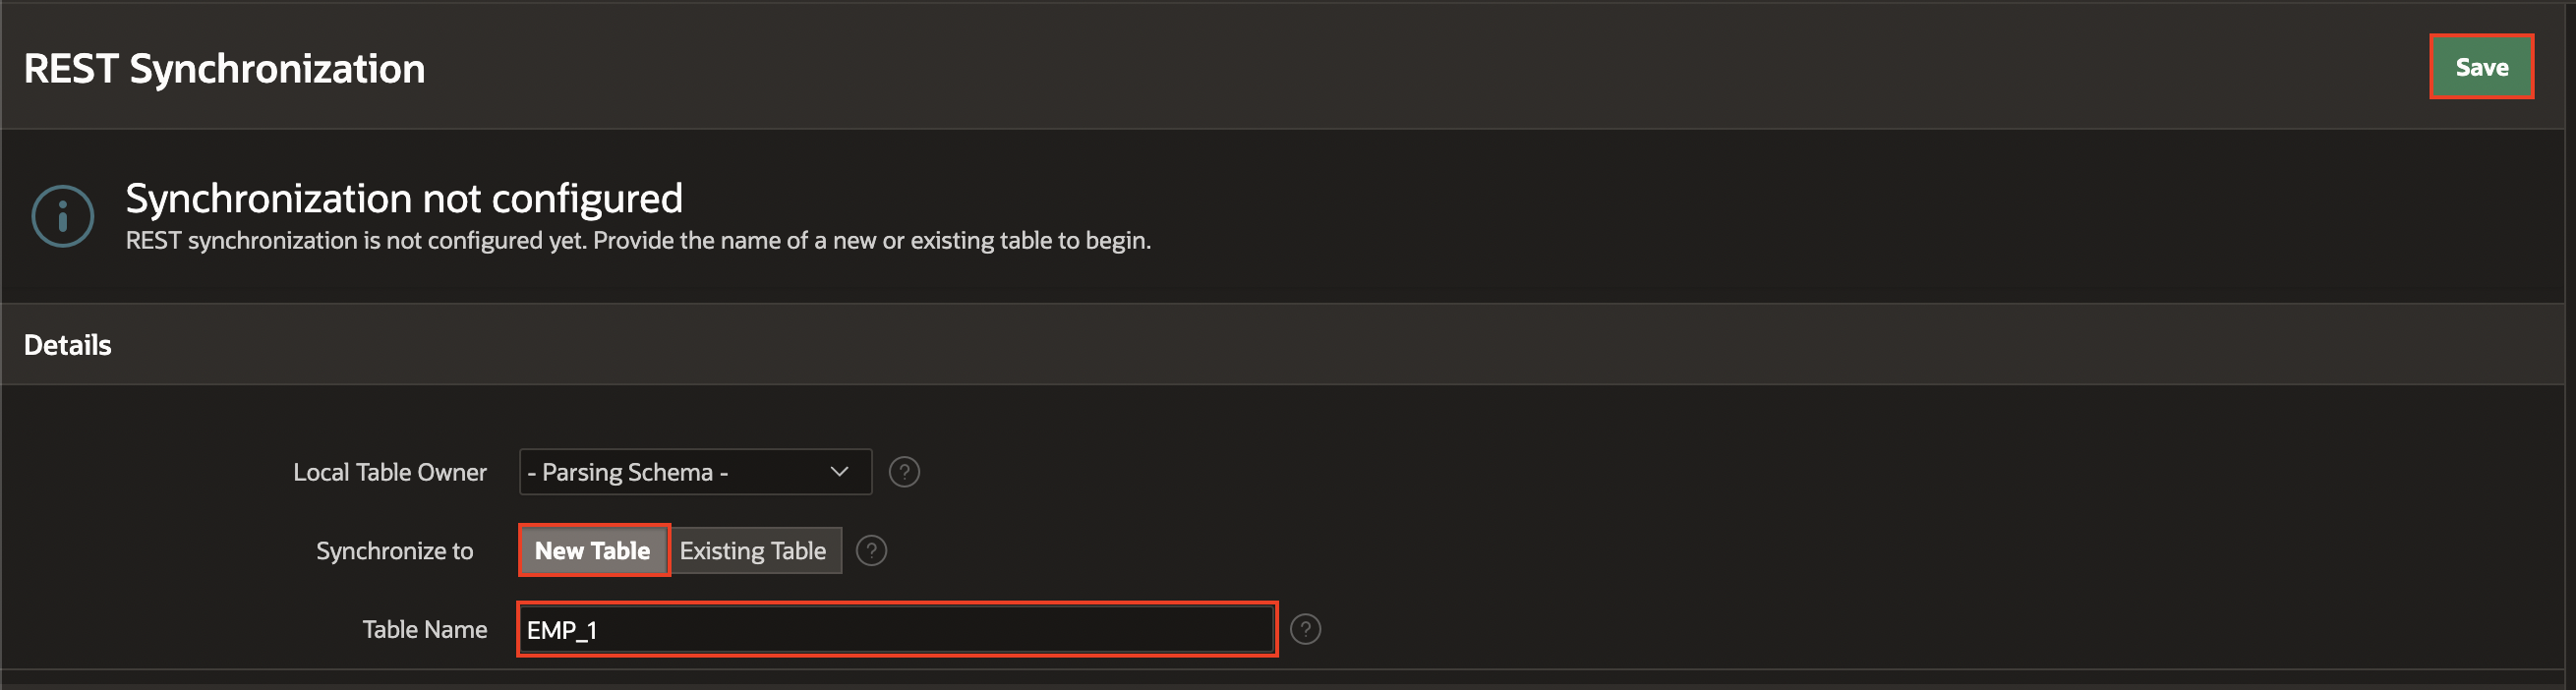 REST Synchronization
Save
Synchronization not configured
REST synchronization is not configured yet. Provide the name of a new or existing table to begin.
Details
Local Table Owner - Parsing Schema - ?
Synchronize to New Table Existing Table ?
Table Name EMP_1 ?